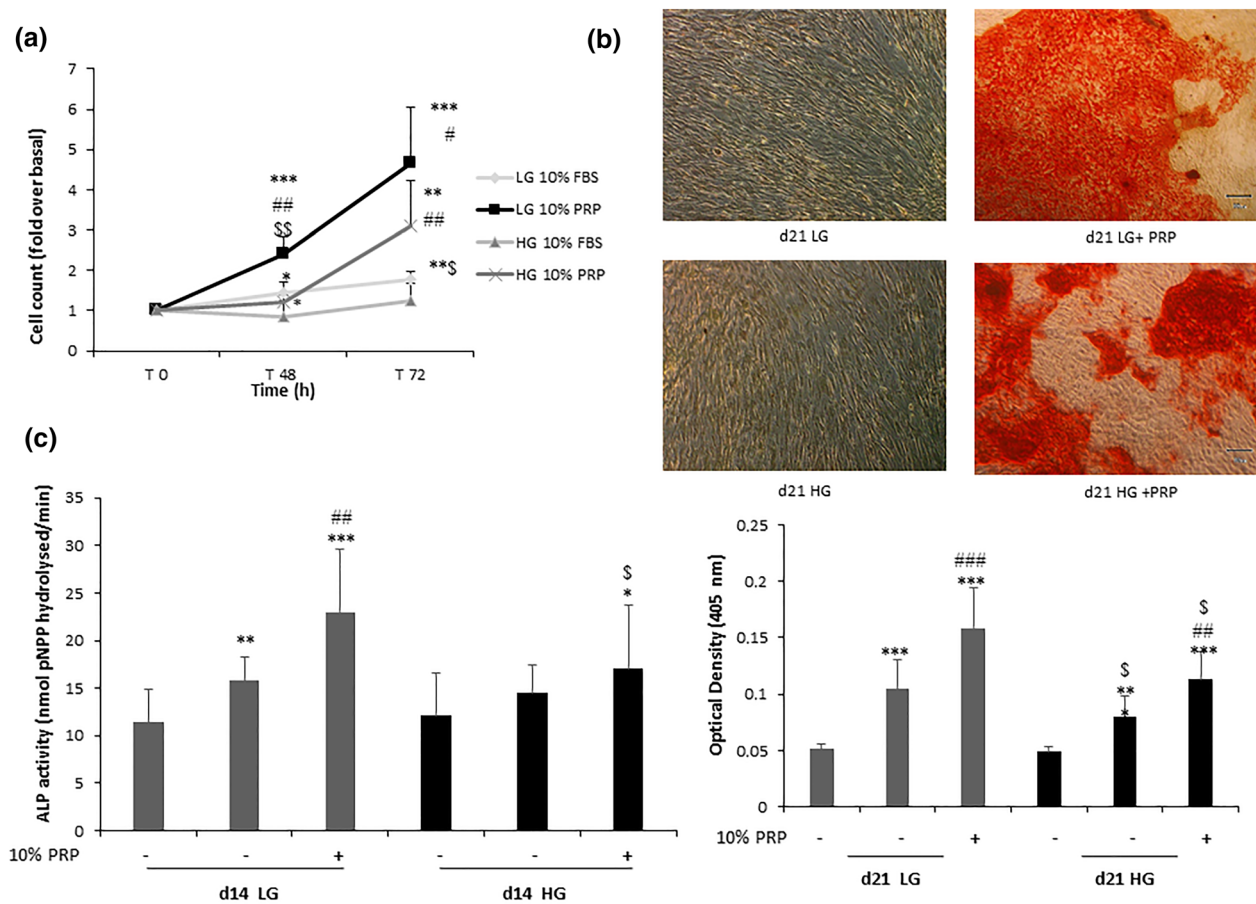 (a)
Cell count (fold over basal)
7
6
5
4
3
2
1
0
***
#
***
##
$$
**
##
*
*
**$
T 0
T 48
T 72
Time (h)
LG 10% FBS
LG 10% PRP
HG 10% FBS
HG 10% PRP
(b)
d21 LG
d21 LG+ PRP
d21 HG
d21 HG +PRP
(c)
ALP activity (nmol pNPP hydrolysed/min)
35
30
25
20
15
10
5
0
**
##
***
$
*
10% PRP - - + - - +
d14 LG
d14 HG
Optical Density (405 nm)
0,25
0,2
0,15
0,1
0,05
0
***
###
***
$
**
*
$
##
***
10% PRP - - + - - +
d21 LG
d21 HG